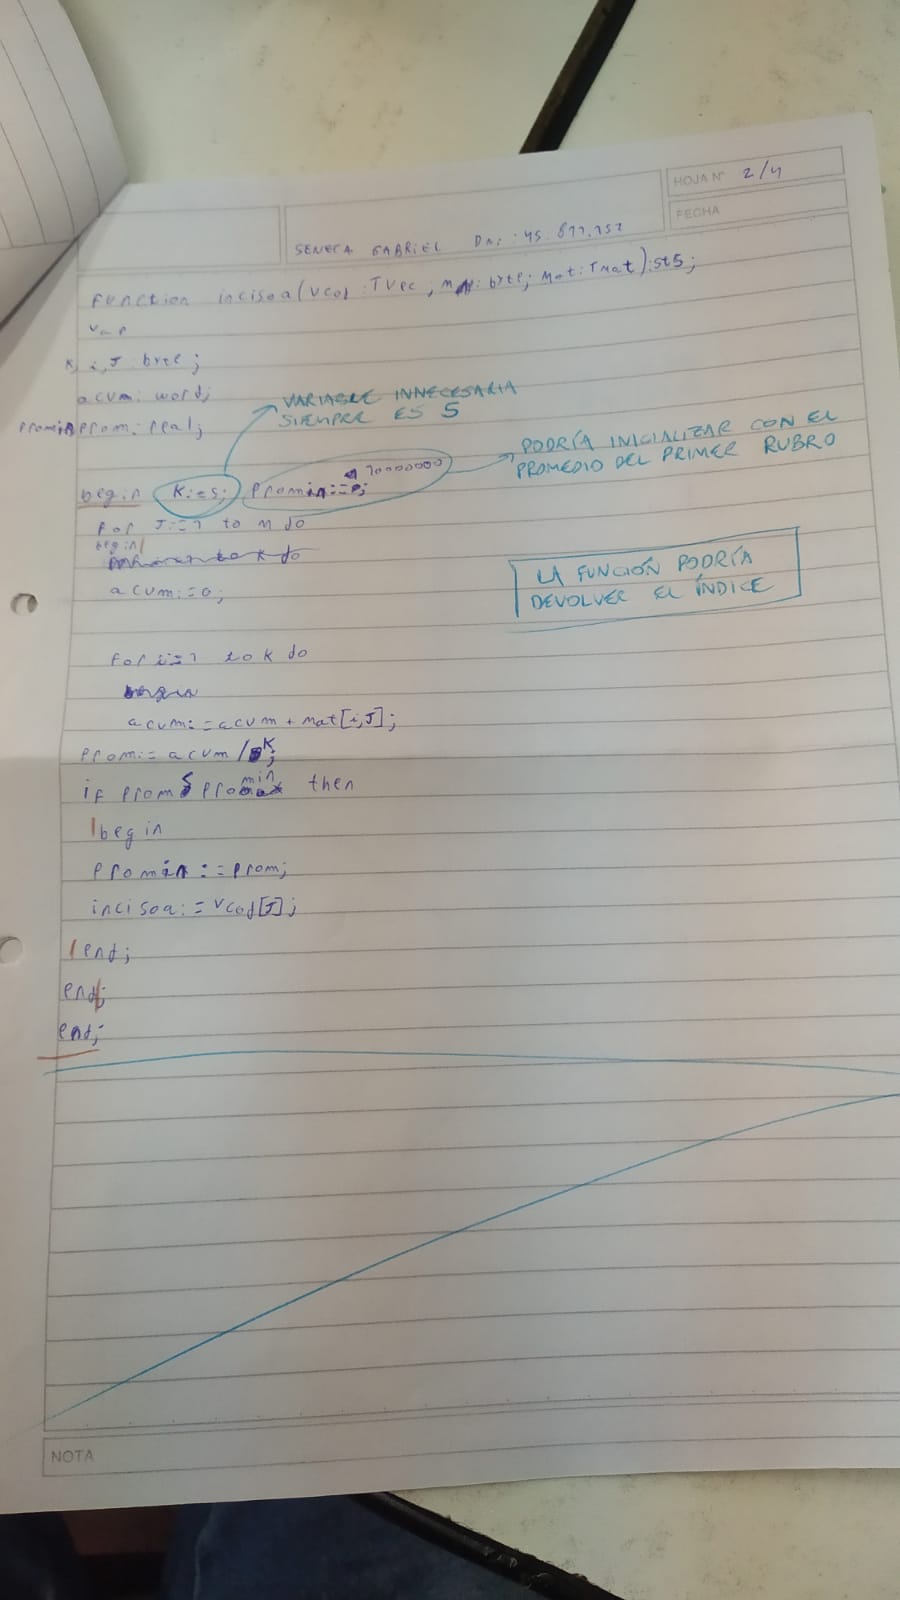 HOJA N° 2/4
FECHA
SENECA GABRIEL DNI: 45.877.752
function incisoa(vcod: TVec; byte; Mat: Tmat): st5;
var
K, i, J: byte;
acum: word;
promin, prom: real;
VARIABLE INNECESARIA
SIEMPRE ES 5
PODRÍA INICIALIZAR CON EL
PROMEDIO DEL PRIMER RUBRO
begin K:=5; promin:= 10000000
for J:=1 to n do
begin
acum:=0;
LA FUNCIÓN PODRÍA
DEVOLVER EL ÍNDICE
for i:=1 to k do
acum:=acum + mat[i,J];
prom:= acum/K;
if prom promin then
begin
promin:=prom;
incisoa:=vcod[J];
end;
end;
end;
NOTA